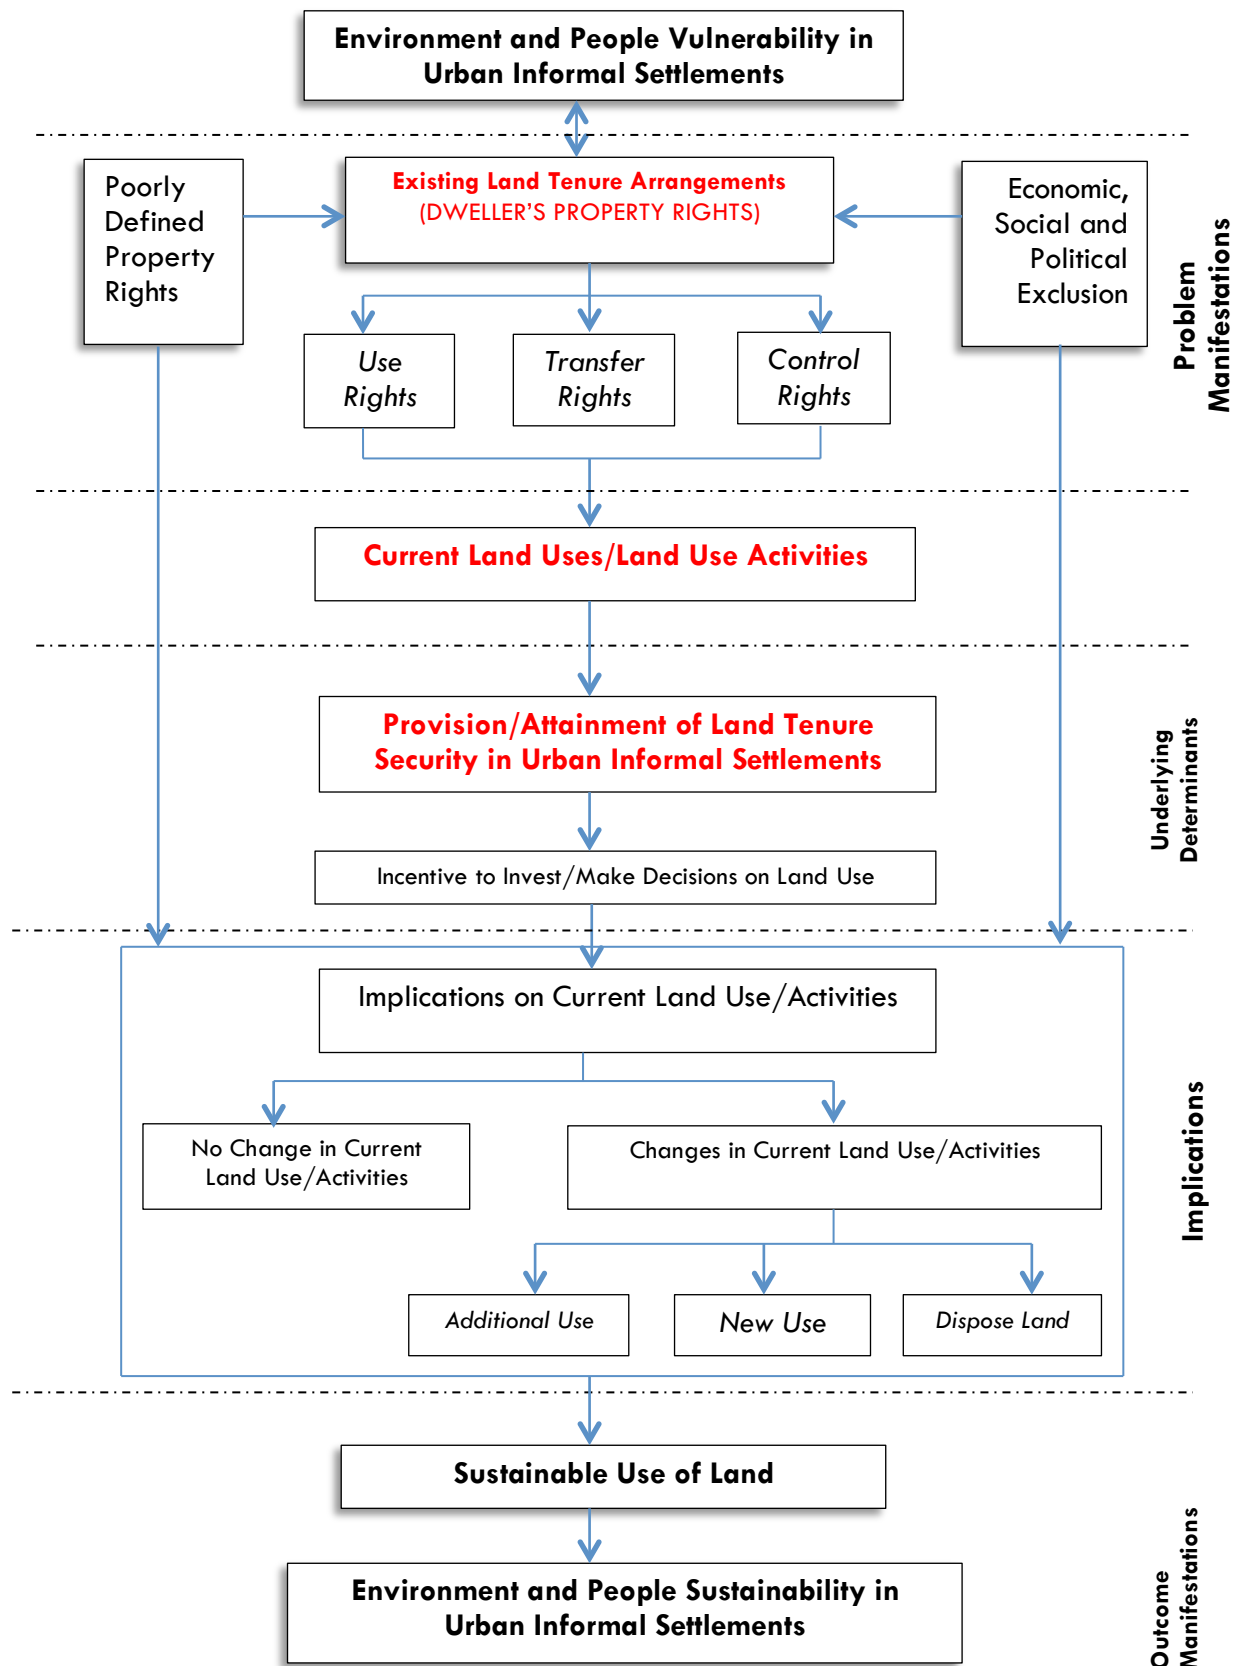 Environment and People Vulnerability in
Urban Informal Settlements
Poorly
Defined
Property
Rights
Existing Land Tenure Arrangements
(DWELLER'S PROPERTY RIGHTS)
Economic,
Social and
Political
Exclusion
Problem
Manifestations
Use
Rights
Transfer
Rights
Control
Rights
Current Land Uses/Land Use Activities
Provision/Attainment of Land Tenure
Security in Urban Informal Settlements
Underlying
Determinants
Incentive to Invest/Make Decisions on Land Use
Implications on Current Land Use/Activities
No Change in Current
Land Use/Activities
Changes in Current Land Use/Activities
Implications
Additional Use
New Use
Dispose Land
Sustainable Use of Land
Environment and People Sustainability in
Urban Informal Settlements
Outcome
Manifestations